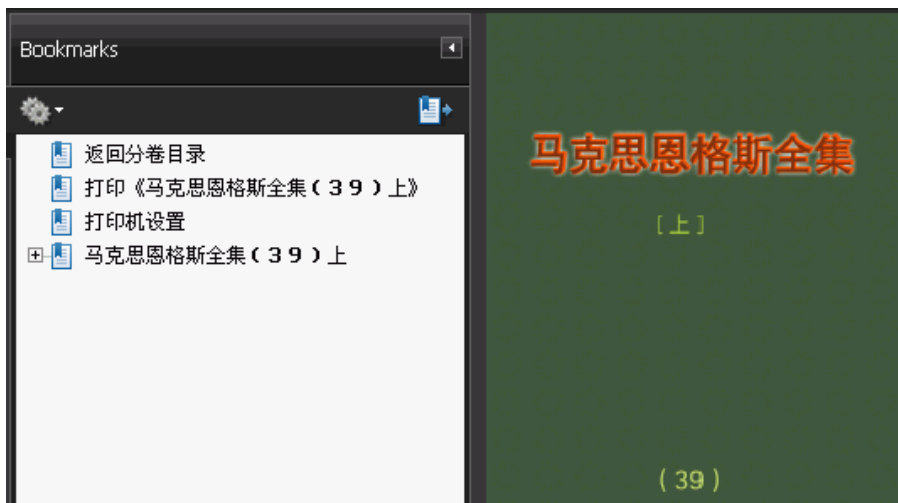 Bookmarks
返回分卷目录
打印《马克思恩格斯全集(39)上》
打印机设置
马克思恩格斯全集(39)上
马克思恩格斯全集
[上]
(39)